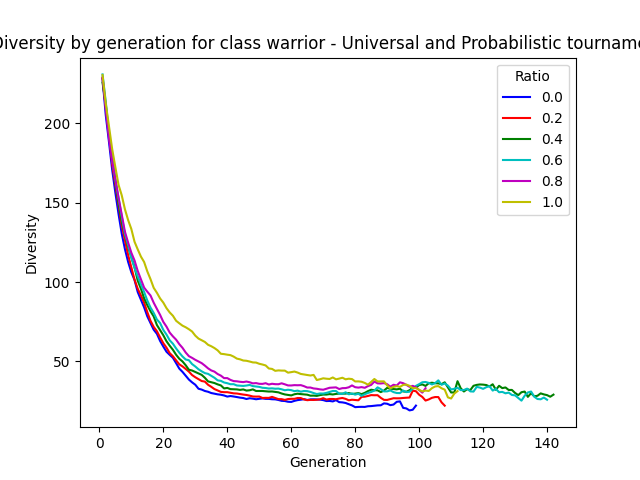 Diversity by generation for class warrior - Universal and Probabilistic tourname
Ratio
0.0
0.2
0.4
0.6
0.8
1.0
200
150
100
50
Diversity
0 20 40 60 80 100 120 140
Generation